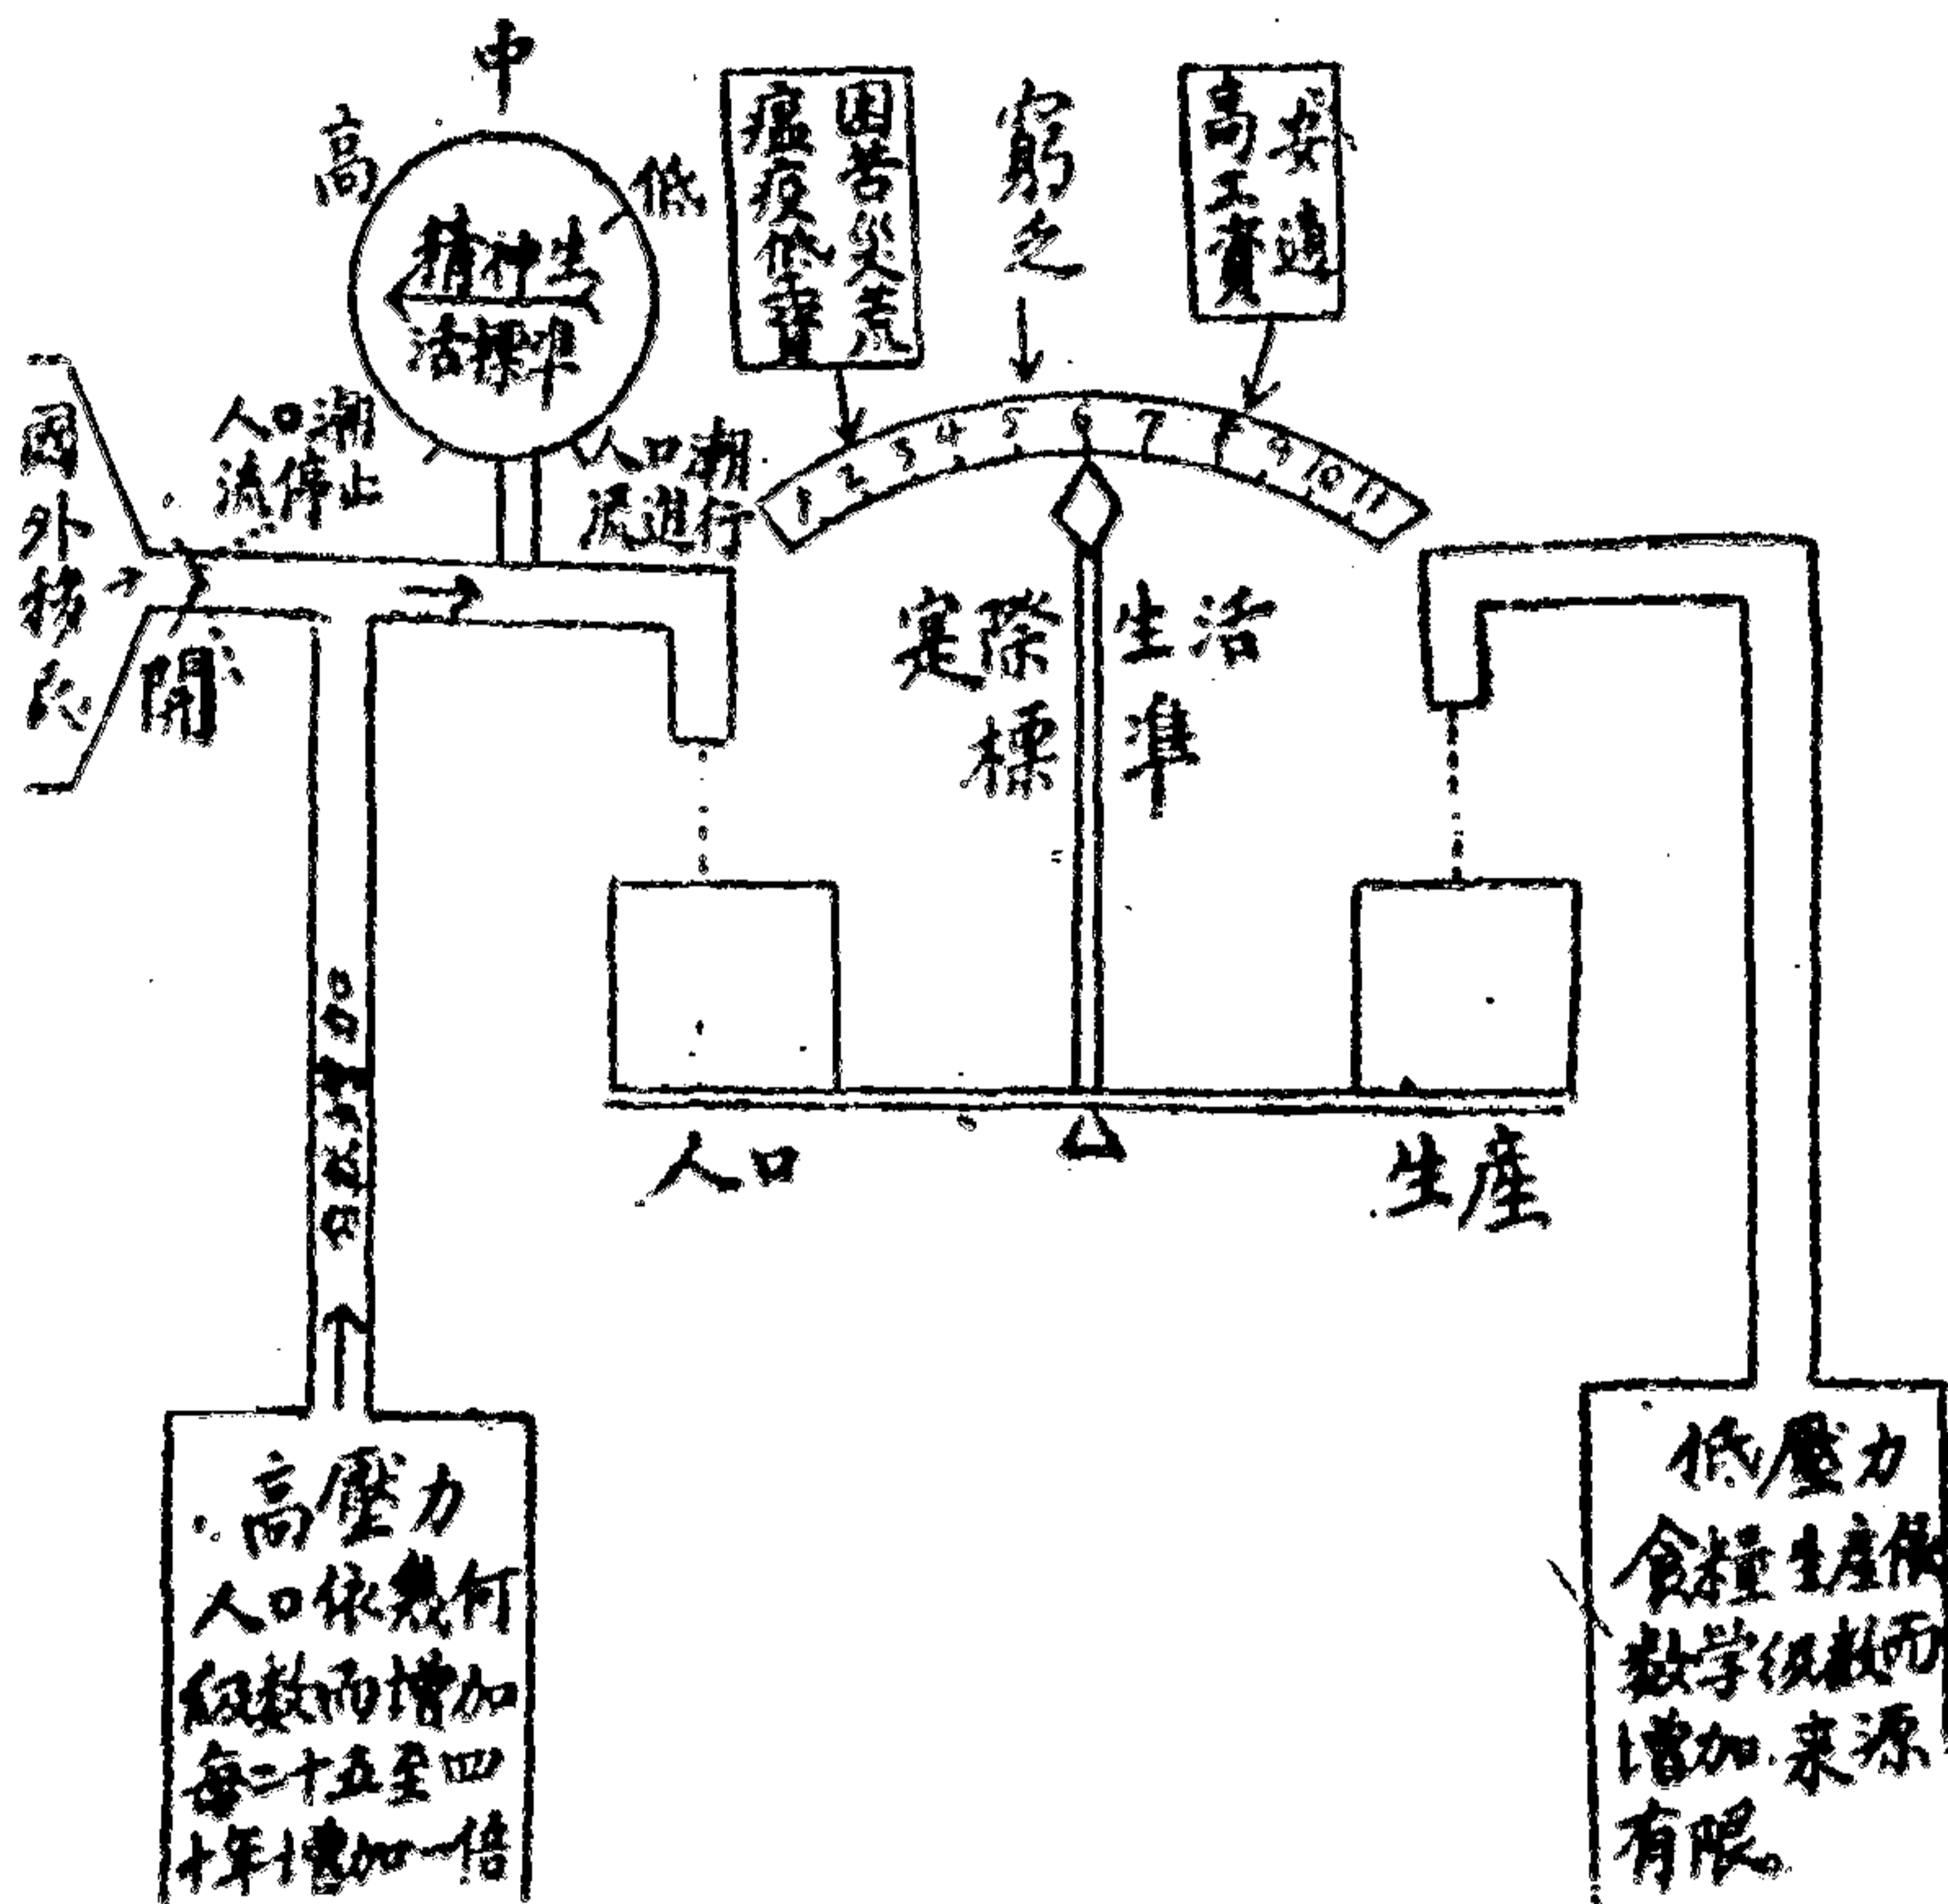 中
高
低
精神生
活標準
困苦災荒
瘟疫低工資
窮乏
安適
高工資
國外移民
人口潮
流停止
人口潮
流進行
開
1 2 3 4 5 6 7 8 9 10 11
實際生活
標準
人口
生產
高壓力
人口依幾何
級數而增加
每二十五至四
十年增加一倍
低壓力
食糧生產依
數学級數而
增加.来源
有限。